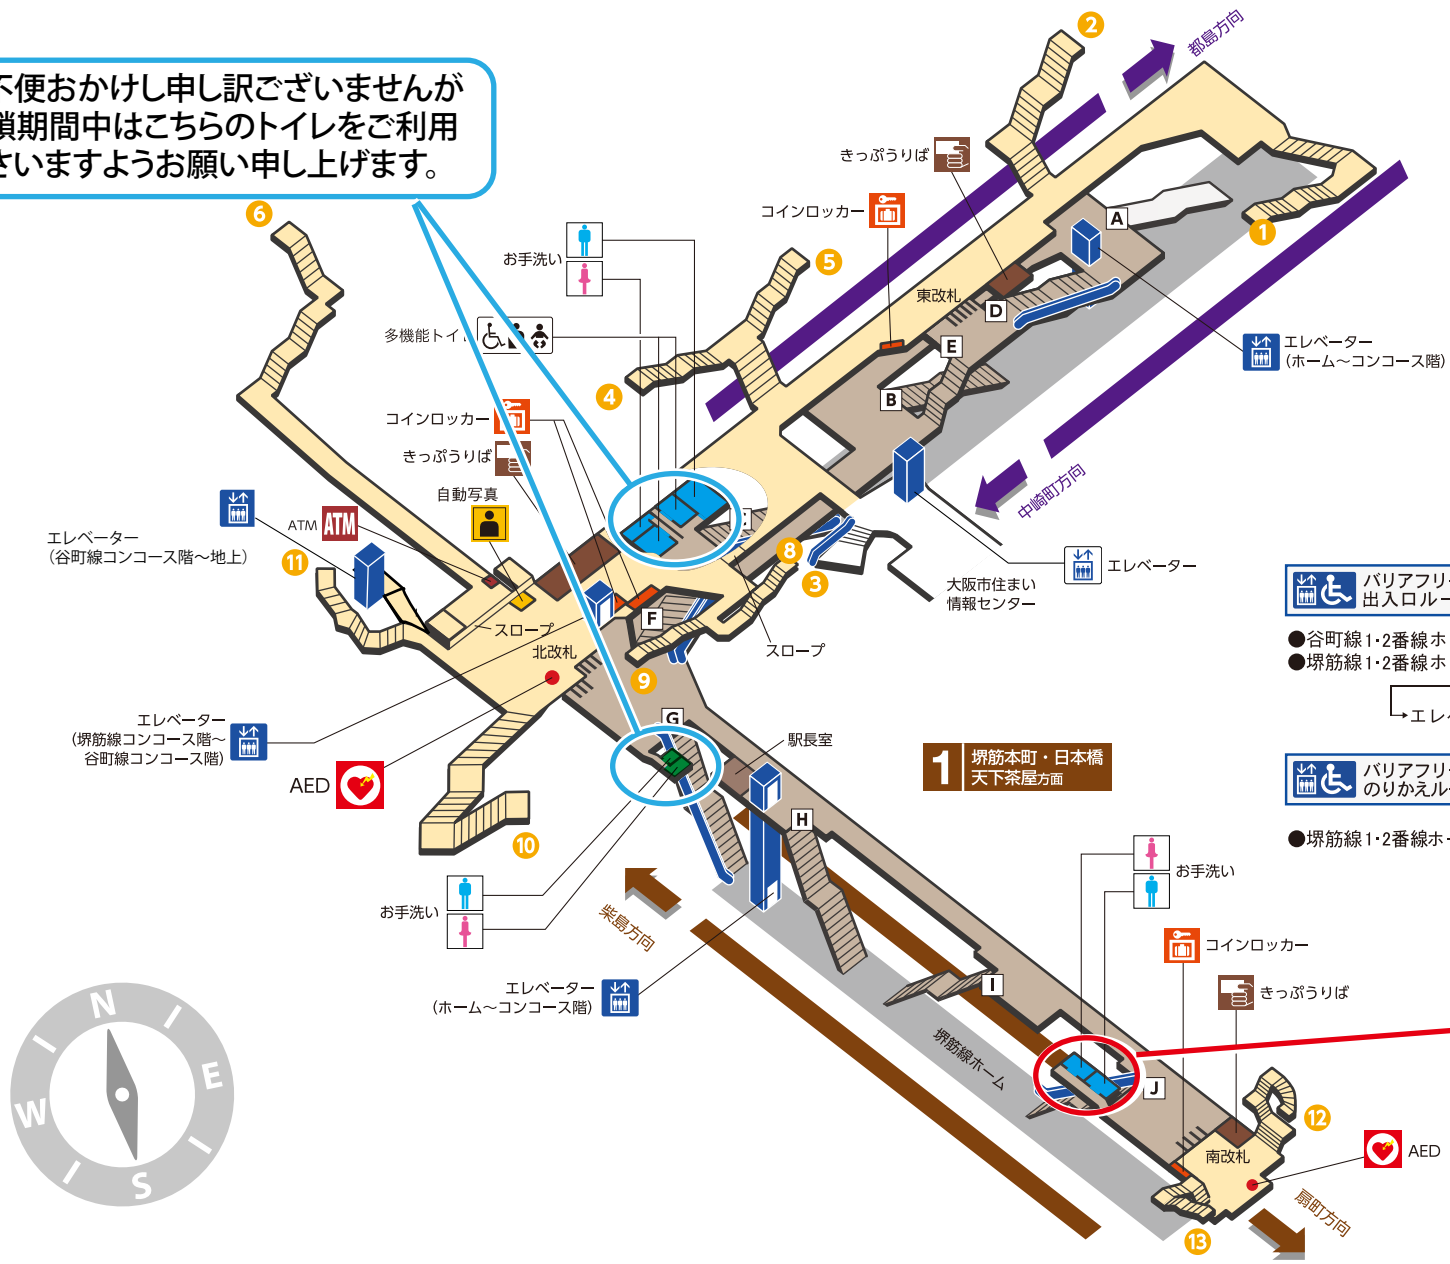 不便おかけし申し訳ございませんが
鎖期間中はこちらのトイレをご利用
さいますようお願い申し上げます。
2
都島方向
きっぷうりば
コインロッカー
6
お手洗い
5
A
1
東改札
D
エレベーター
(ホーム〜コンコース階)
多機能トイ
E
4
B
コインロッカー
きっぷうりば
自動写真
中崎町方向
ATM
ATM
エレベーター
(谷町線コンコース階〜地上)
11
8
3
エレベーター
大阪市住まい
情報センター
スロープ
F
スロープ
北改札
9
バリアフリ
出入口ルー
●谷町線1・2番線ホ
●堺筋線1・2番線ホ
エレベ
エレベーター
(堺筋線コンコース階〜
谷町線コンコース階)
G
駅長室
AED
1
堺筋本町・日本橋
天下茶屋方面
バリアフリ
のりかえル
●堺筋線1・2番線ホー
10
H
お手洗い
お手洗い
柴島方向
コインロッカー
エレベーター
(ホーム〜コンコース階)
I
きっぷうりば
堺筋線ホーム
J
12
南改札
AED
扇町方向
13
N
I
E
I
S
I
W
I